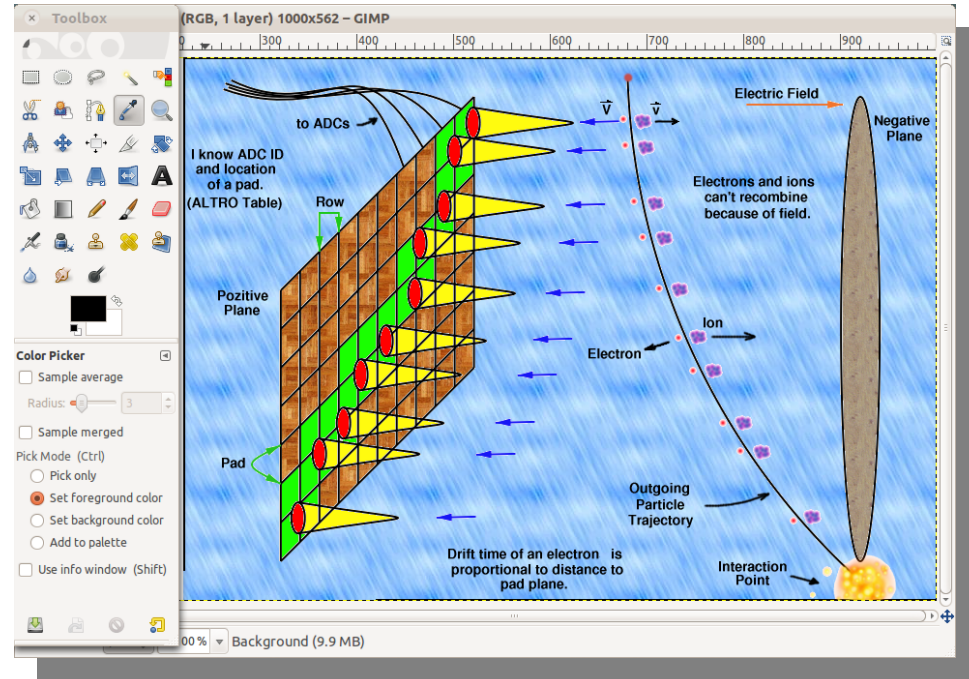 Toolbox
(RGB, 1 layer) 1000x562 – GIMP
300 400 500 600 700 800 900
to ADCs
I know ADC ID
and location
of a pad.
(ALTRO Table)
Row
Pozitive
Plane
Pad
V
V
Electric Field
Negative
Plane
Electrons and ions
can't recombine
because of field.
Ion
Electron
Outgoing
Particle
Trajectory
Drift time of an electron is
proportional to distance to
pad plane.
Interaction
Point
Color Picker
Sample average
Radius:
3
Sample merged
Pick Mode (Ctrl)
Pick only
Set foreground color
Set background color
Add to palette
Use info window (Shift)
00 %
Background (9.9 MB)